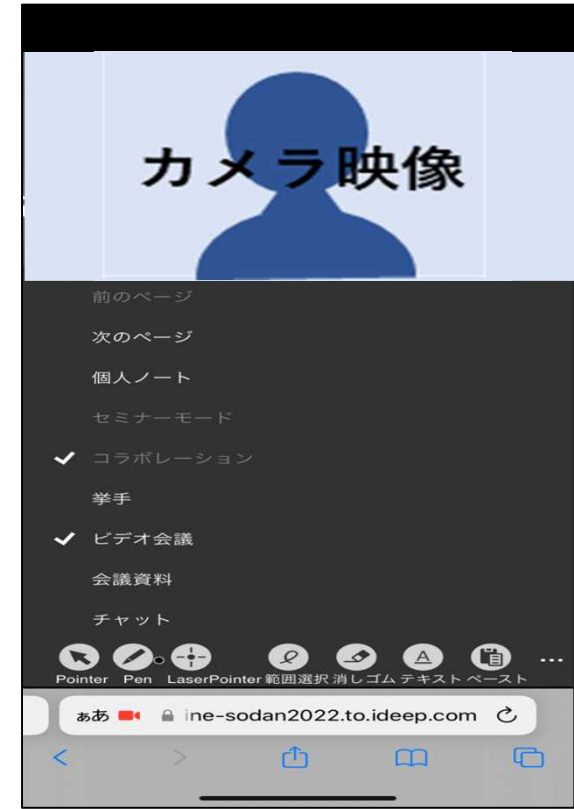 カメラ映像
前のページ
次のページ
個人ノート
セミナーモード
コラボレーション
挙手
ビデオ会議
会議資料
チャット
Pointer Pen LaserPointer 範囲選択 消しゴム テキスト ペースト
ぁあ ine-sodan2022.to.ideep.com